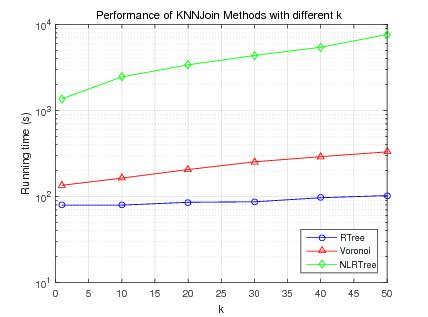 Performance of KNNJoin Methods with different k
10^4
10^3
10^2
10^1
Running time (s)
0 5 10 15 20 25 30 35 40 45 50
k
RTree
Voronoi
NLRTree